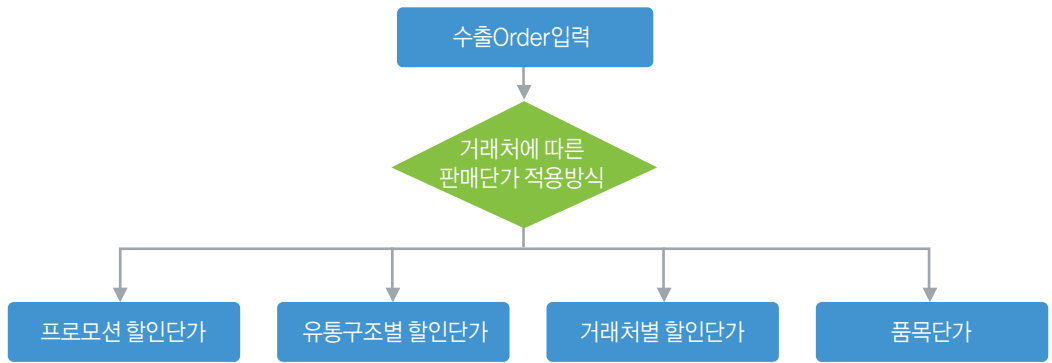 수출Order입력
거래처에 따른
판매단가 적용방식
프로모션 할인단가
유통구조별 할인단가
거래처별 할인단가
품목단가